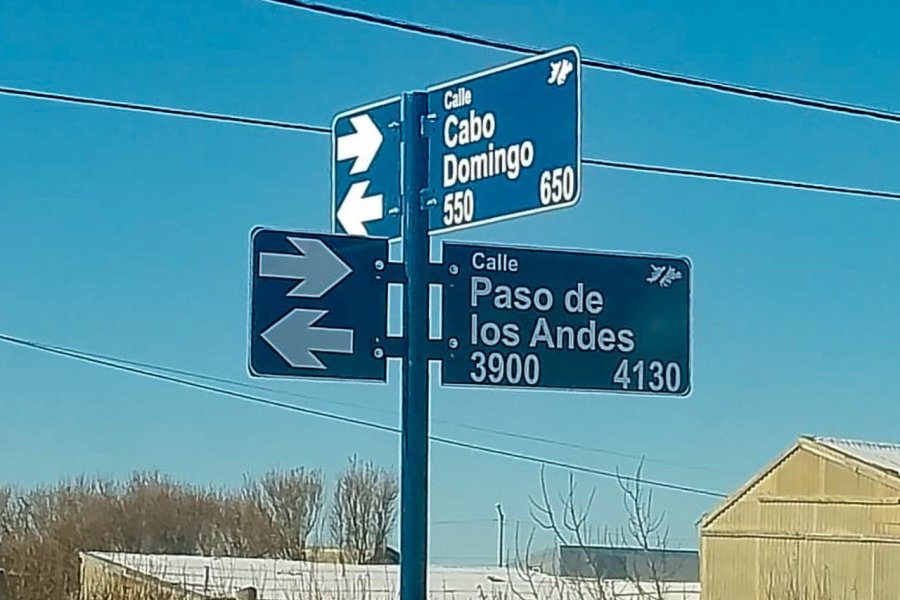 Calle
Cabo
Domingo
550 650
Calle
Paso de
los Andes
3900 4130